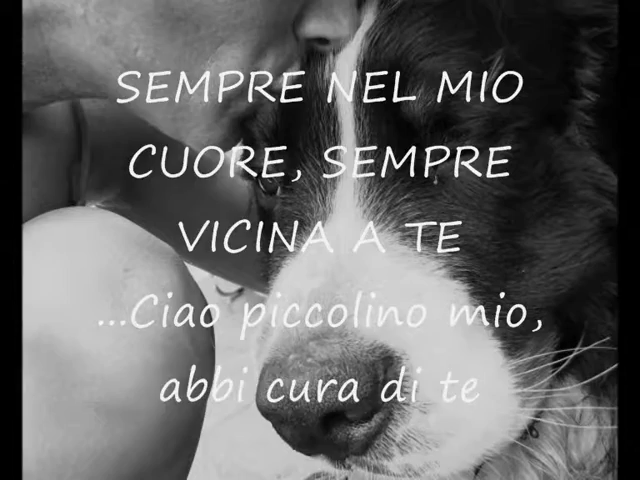 SEMPRE NEL MIO
CUORE, SEMPRE
VICINA A TE
...Ciao piccolino mio,
abbi cura di te